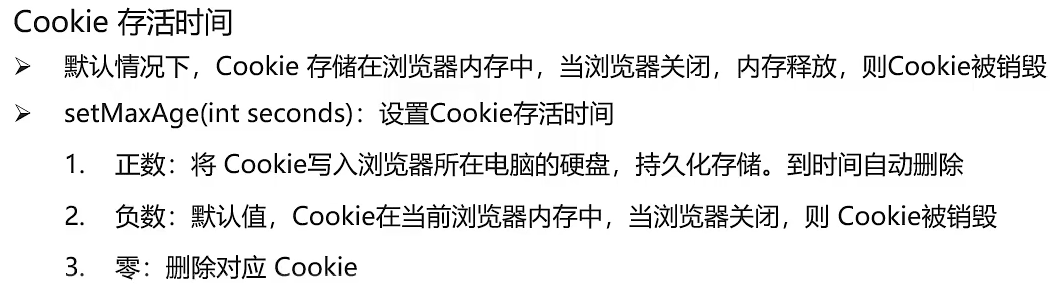 Cookie 存活时间
➢ 默认情况下，Cookie 存储在浏览器内存中，当浏览器关闭，内存释放，则Cookie被销毁
➢ setMaxAge(int seconds)：设置Cookie存活时间
1. 正数：将 Cookie写入浏览器所在电脑的硬盘，持久化存储。到时间自动删除
2. 负数：默认值，Cookie在当前浏览器内存中，当浏览器关闭，则 Cookie被销毁
3. 零：删除对应 Cookie